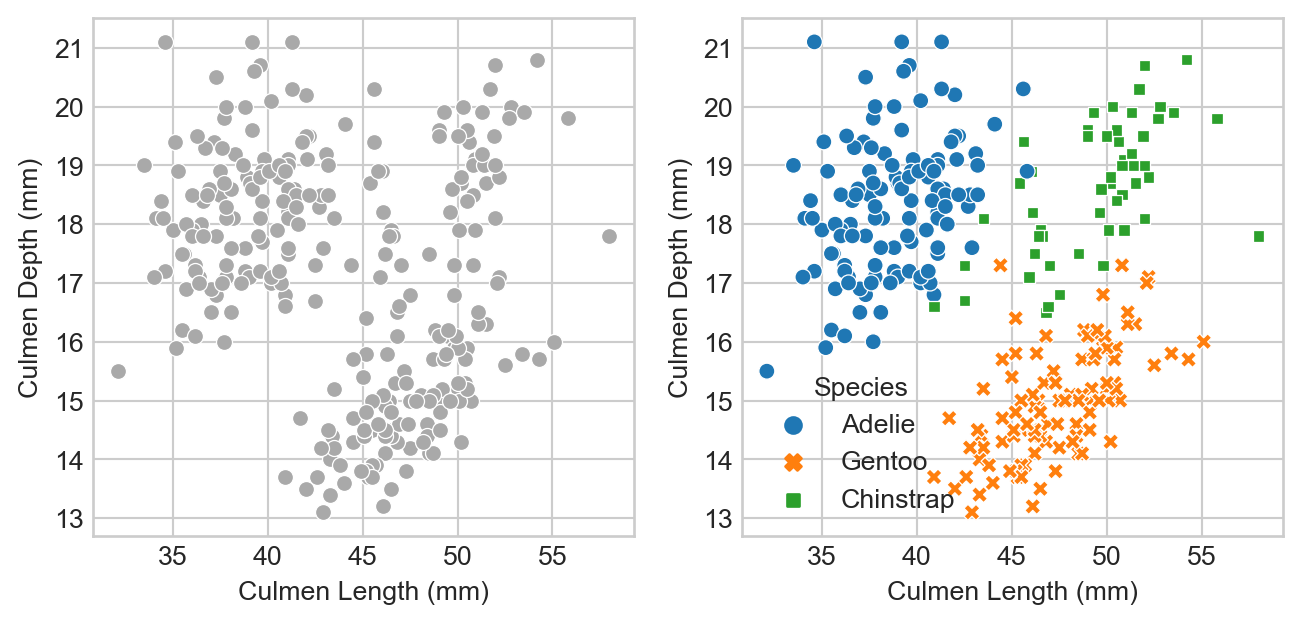 21
20
19
18
17
16
15
14
13
Culmen Depth (mm)
35 40 45 50 55
Culmen Length (mm)
21
20
19
18
17
16
15
14
13
Culmen Depth (mm)
Species
Adelie
Gentoo
Chinstrap
35 40 45 50 55
Culmen Length (mm)